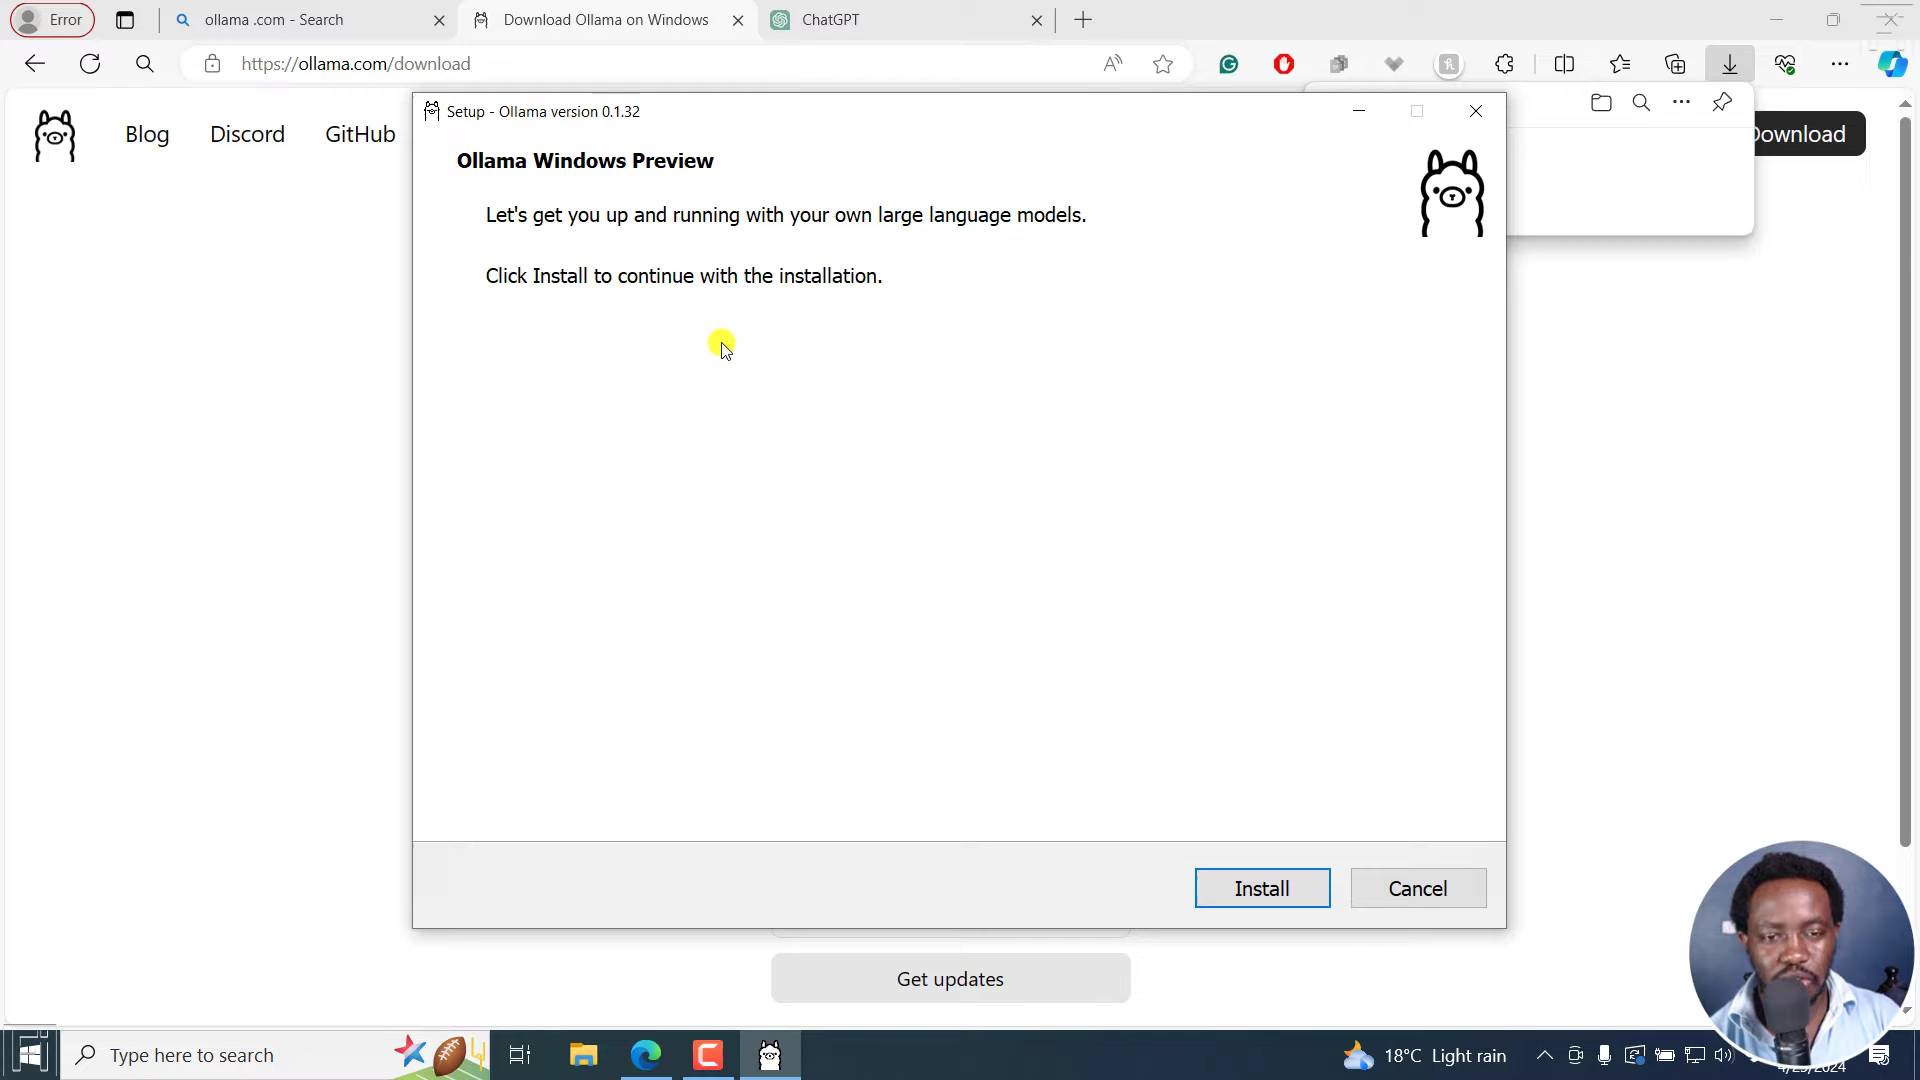 Error
ollama .com - Search
Download Ollama on Windows
ChatGPT
https://ollama.com/download
Blog
Discord
GitHub
Download
Setup - Ollama version 0.1.32
Ollama Windows Preview
Let's get you up and running with your own large language models.
Click Install to continue with the installation.
Install
Cancel
Get updates
Type here to search
18°C Light rain